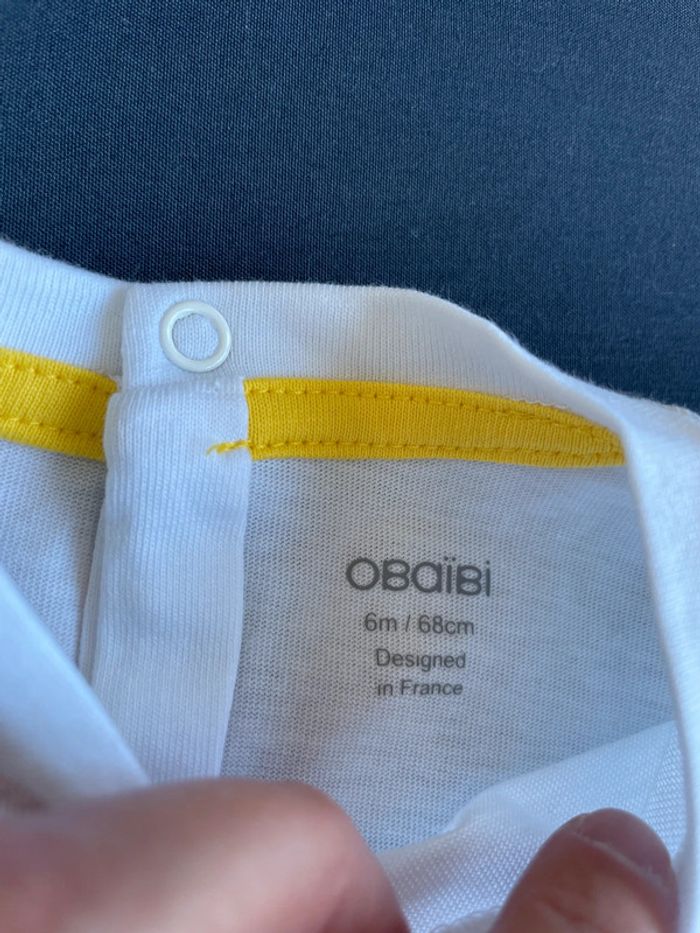 OBaïBi
6m / 68cm
Designed
in France